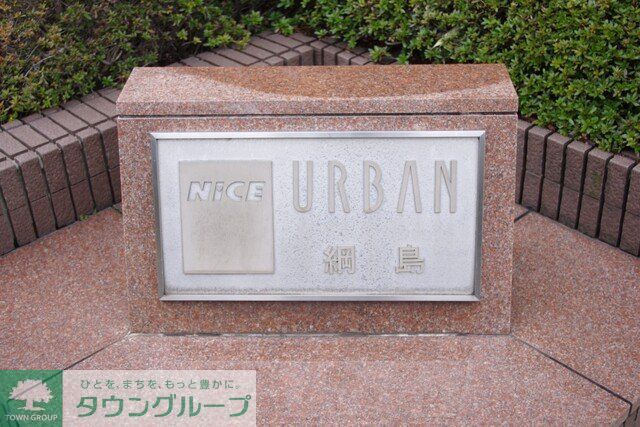 NiCE
URBAN
綱島
ひとを、まちを、もっと豊かに。
タウングループ
TOWN GROUP